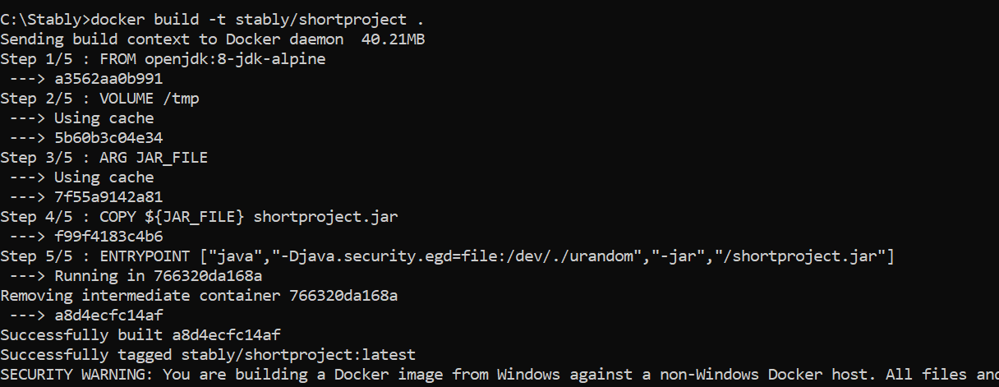 C:\Stably>docker build -t stably/shortproject .
Sending build context to Docker daemon  40.21MB
Step 1/5 : FROM openjdk:8-jdk-alpine
 ---> a3562aa0b991
Step 2/5 : VOLUME /tmp
 ---> Using cache
 ---> 5b60b3c04e34
Step 3/5 : ARG JAR_FILE
 ---> Using cache
 ---> 7f55a9142a81
Step 4/5 : COPY ${JAR_FILE} shortproject.jar
 ---> f99f4183c4b6
Step 5/5 : ENTRYPOINT ["java","-Djava.security.egd=file:/dev/./urandom","-jar","/shortproject.jar"]
 ---> Running in 766320da168a
Removing intermediate container 766320da168a
 ---> a8d4ecfc14af
Successfully built a8d4ecfc14af
Successfully tagged stably/shortproject:latest
SECURITY WARNING: You are building a Docker image from Windows against a non-Windows Docker host. All files and